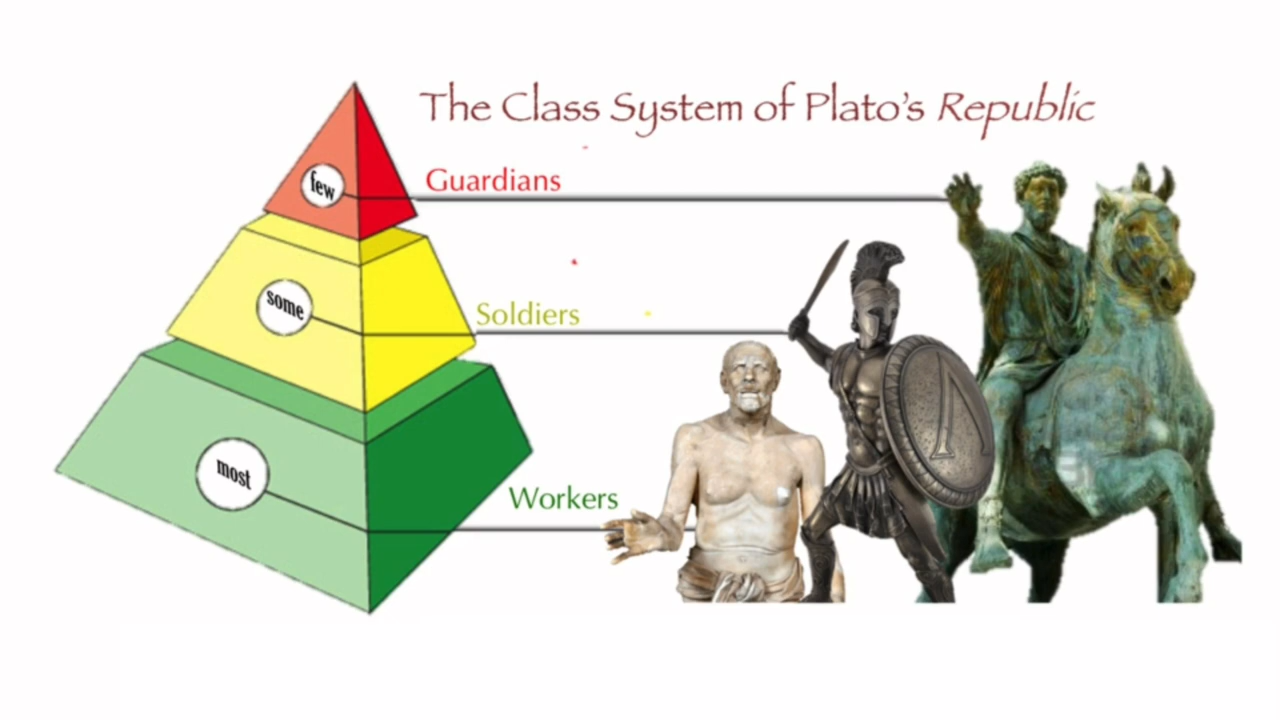 The Class System of Plato's Republic
few
Guardians
some
Soldiers
most
Workers